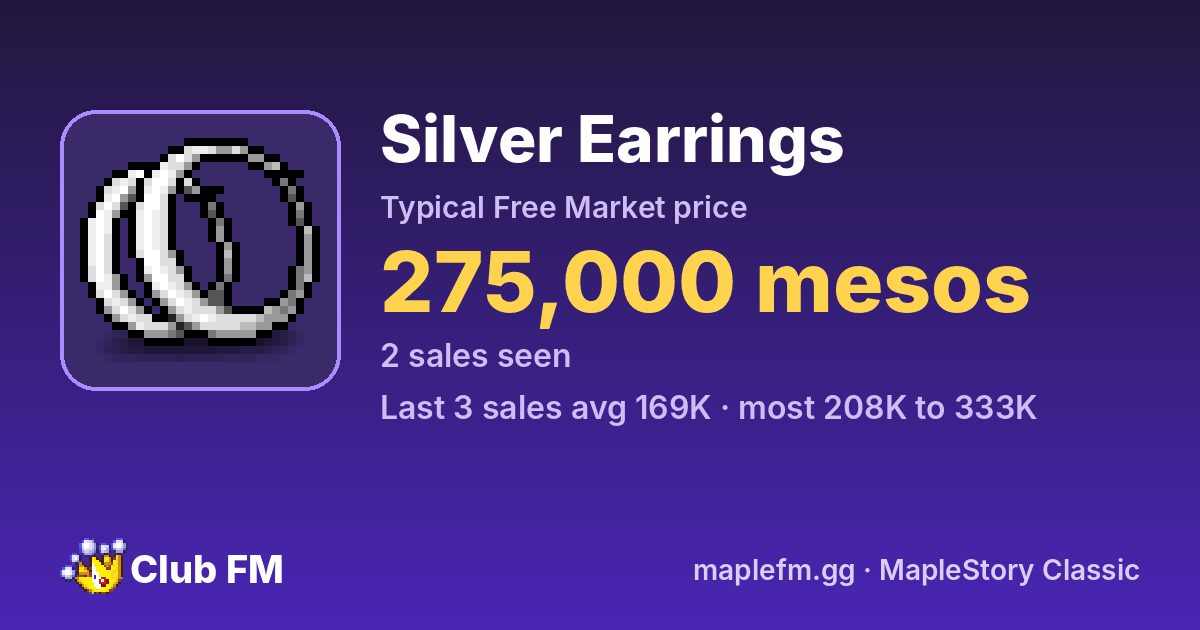 Silver Earrings
Typical Free Market price
275,000 mesos
2 sales seen
Last 3 sales avg 169K · most 208K to 333K
Club FM
maplefm.gg · MapleStory Classic